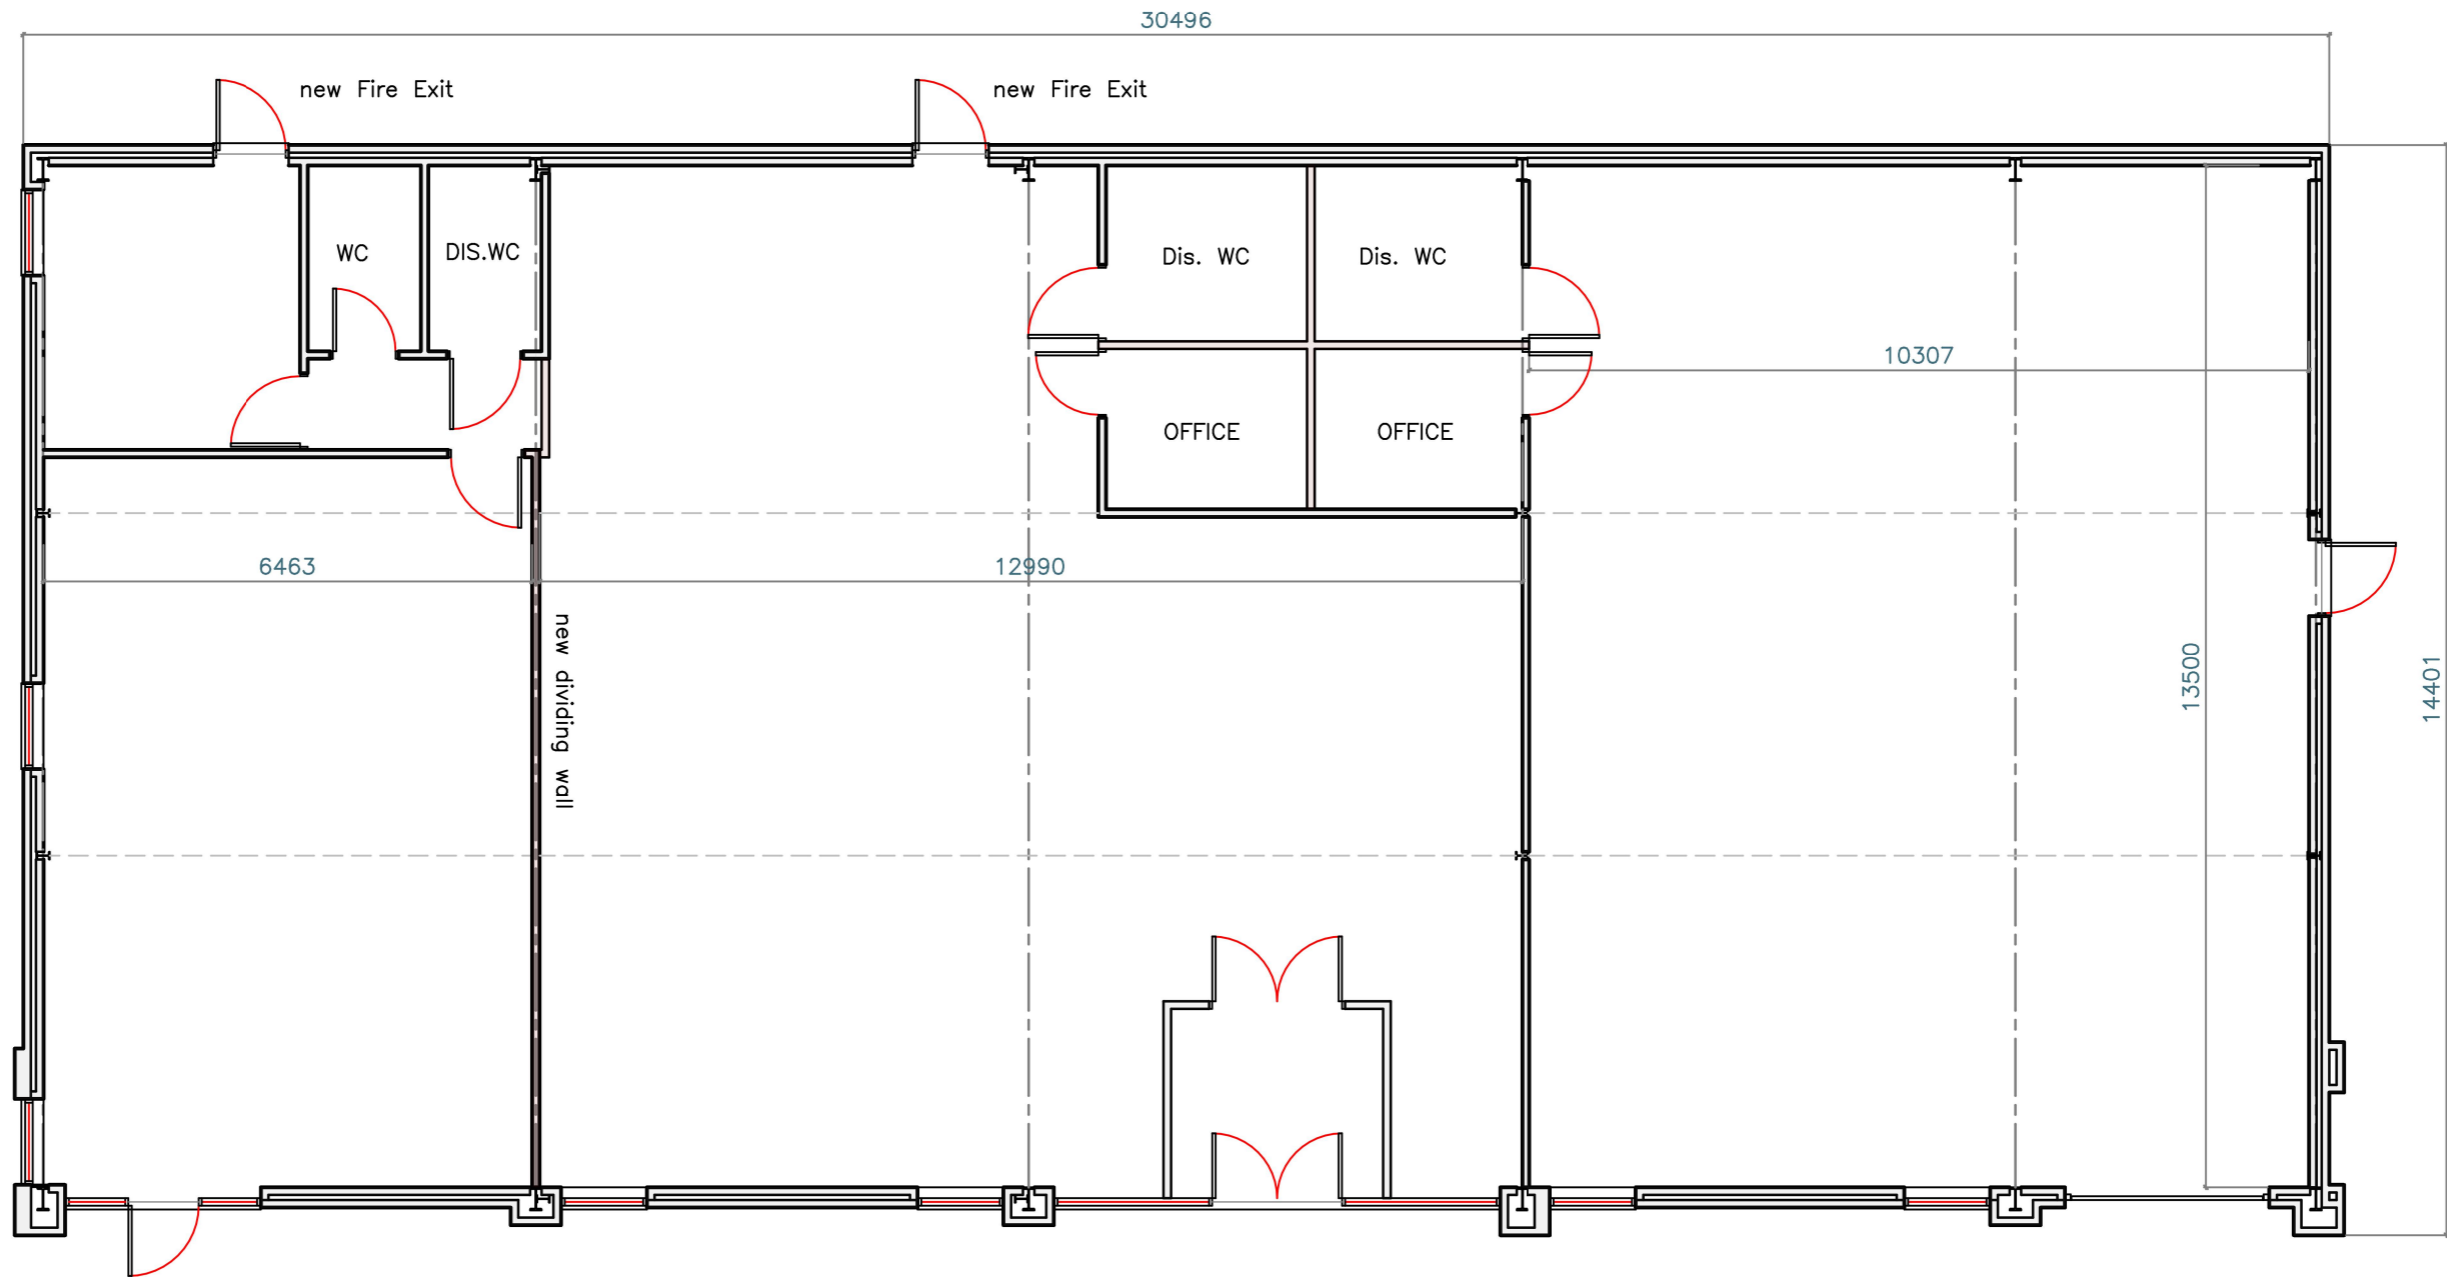 30496
new Fire Exit
new Fire Exit
WC
DIS.WC
Dis. WC
Dis. WC
10307
OFFICE
OFFICE
6463
12990
new dividing wall
13500
14401